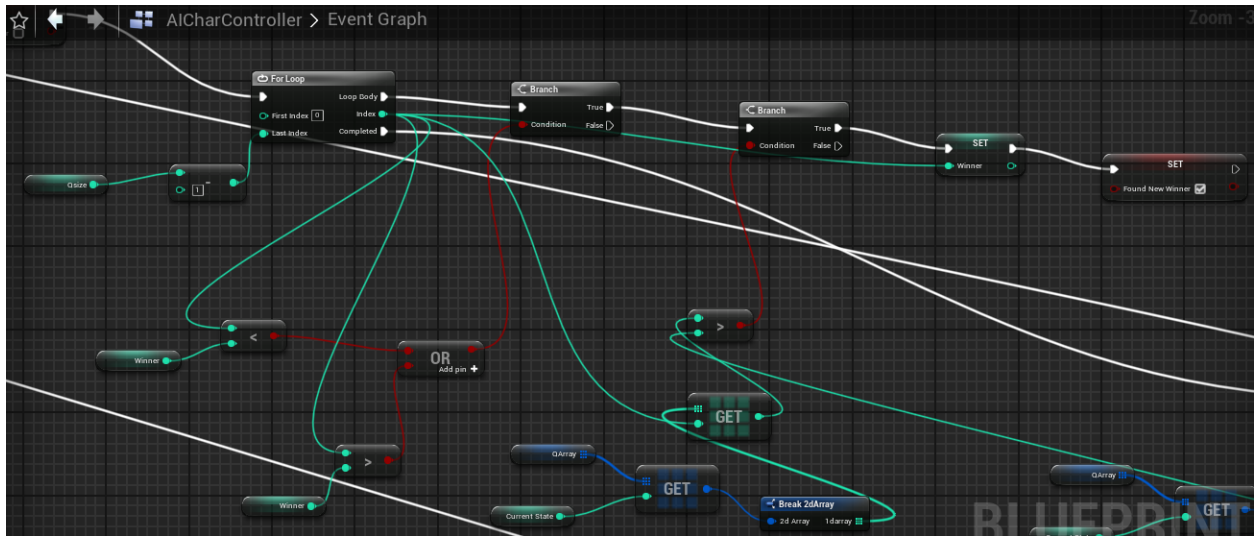 AICharController > Event Graph
Zoom -3
For Loop
Loop Body
First Index 0
Index
Last Index
Completed
Branch
True
Condition
False
Branch
True
Condition
False
SET
Winner
SET
Found New Winner
Qsize
-
1
<
Winner
OR
Add pin +
>
GET
>
Winner
QArray
GET
Current State
Break 2dArray
2d Array
1darray
QArray
GET
BLUEPRINT